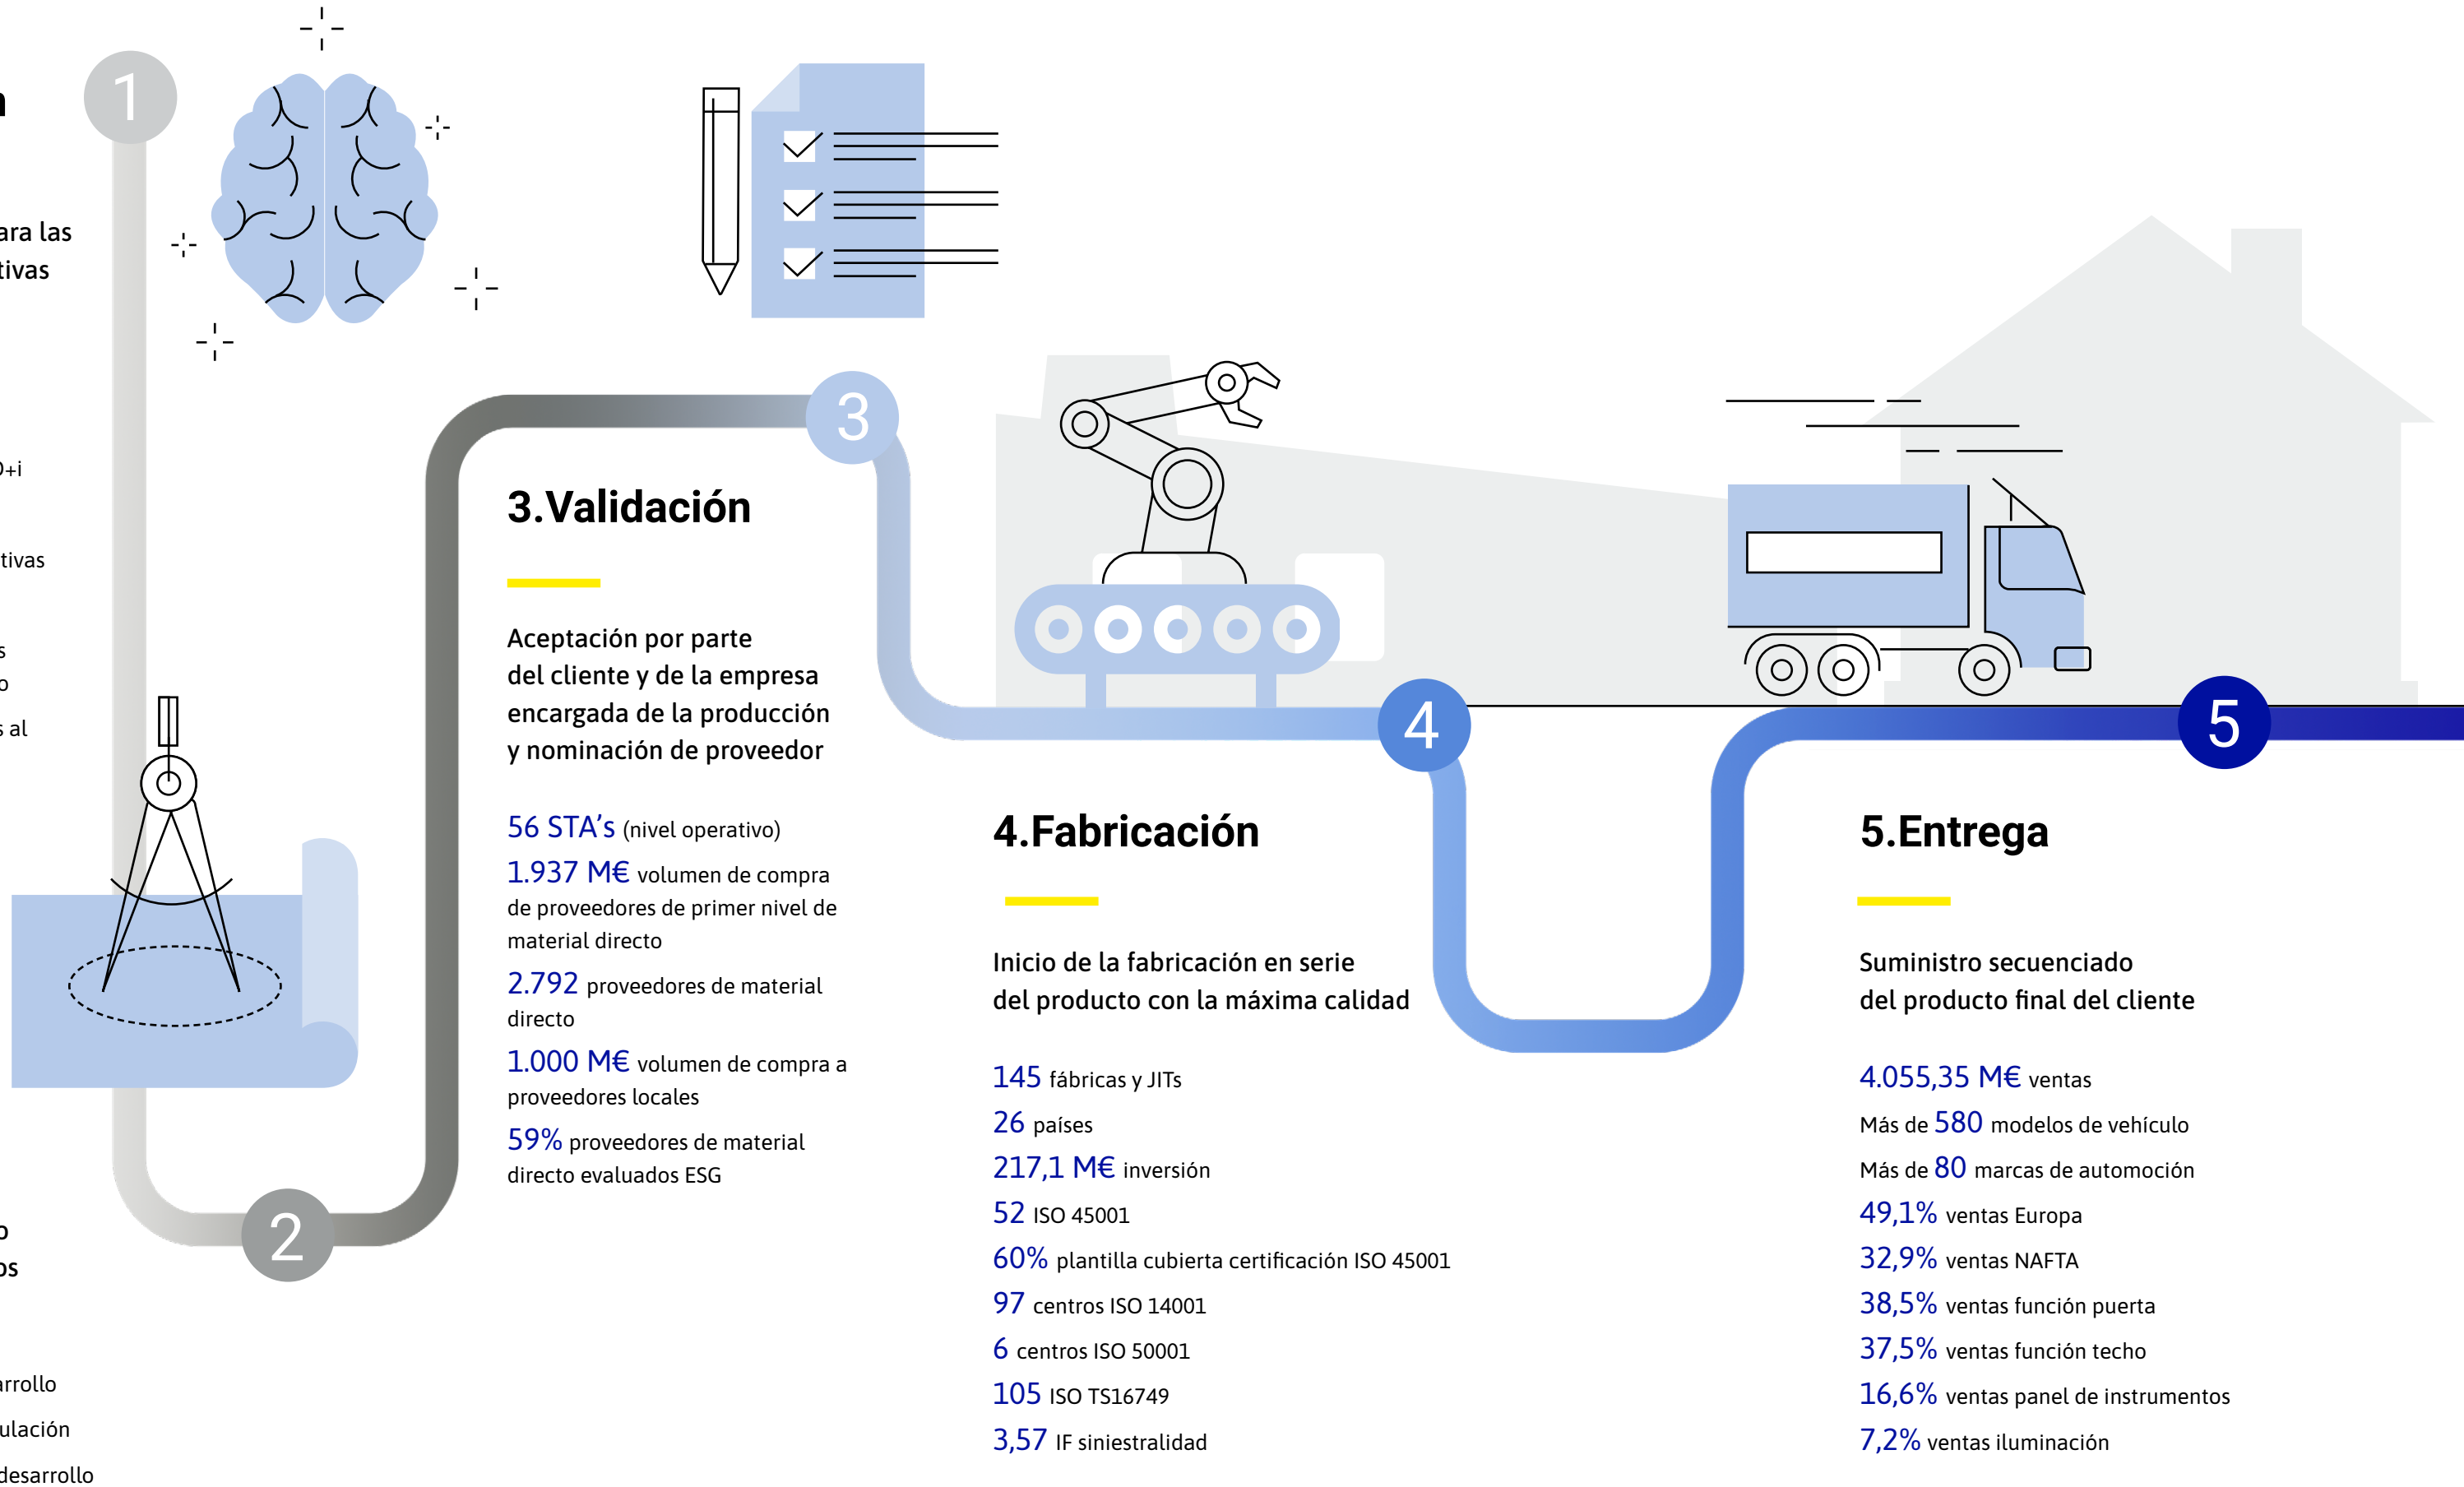 1
ara las
tivas
D+i
tivas
s
o
s al
2
o
os
arrollo
ulación
desarrollo
3
3.Validación
Aceptación por parte
del cliente y de la empresa
encargada de la producción
y nominación de proveedor
56 STA’s (nivel operativo)
1.937 M€ volumen de compra
de proveedores de primer nivel de
material directo
2.792 proveedores de material
directo
1.000 M€ volumen de compra a
proveedores locales
59% proveedores de material
directo evaluados ESG
4
4.Fabricación
Inicio de la fabricación en serie
del producto con la máxima calidad
145 fábricas y JITs
26 países
217,1 M€ inversión
52 ISO 45001
60% plantilla cubierta certificación ISO 45001
97 centros ISO 14001
6 centros ISO 50001
105 ISO TS16749
3,57 IF siniestralidad
5
5.Entrega
Suministro secuenciado
del producto final del cliente
4.055,35 M€ ventas
Más de 580 modelos de vehículo
Más de 80 marcas de automoción
49,1% ventas Europa
32,9% ventas NAFTA
38,5% ventas función puerta
37,5% ventas función techo
16,6% ventas panel de instrumentos
7,2% ventas iluminación